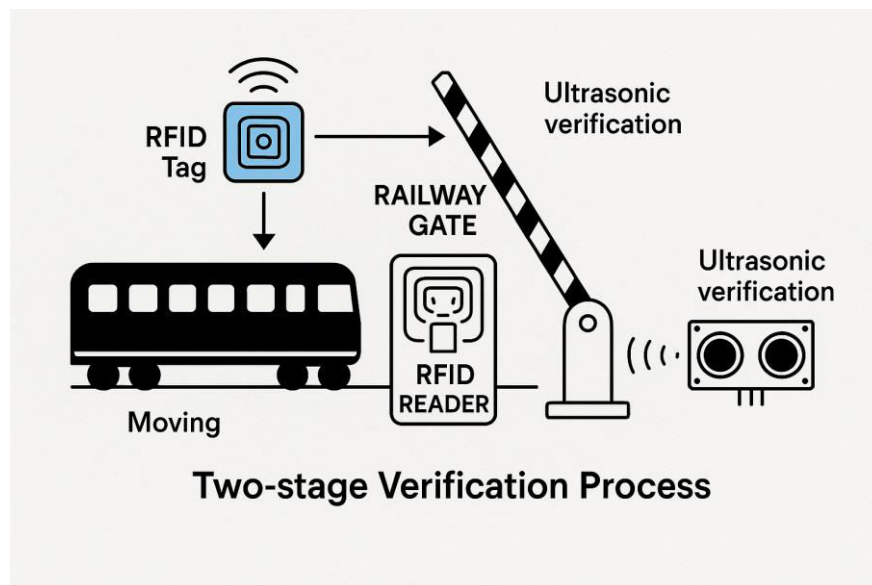 RFID
Tag
Ultrasonic
verification
RAILWAY
GATE
Ultrasonic
verification
RFID
READER
Moving
Two-stage Verification Process